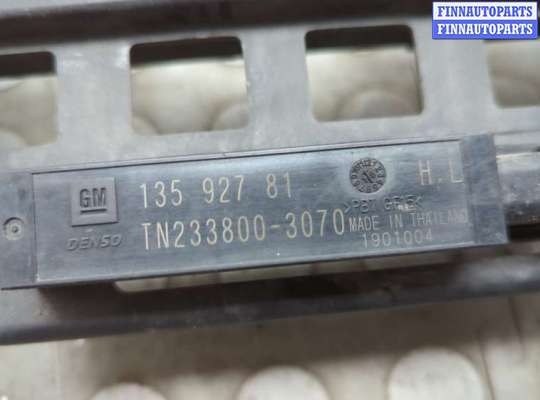 FINNAUTOPARTS
FINNAUTOPARTS
GM
DENSO
135 927 81
TN233800-3070
H.L
>PBT GF15<
MADE IN THAILAND
1901004